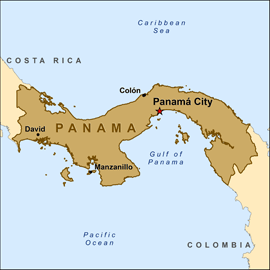 Caribbean
Sea
COSTA RICA
Colón
Panamá City
David
PANAMA
Gulf of
Panama
Manzanillo
Pacific
Ocean
COLOMBIA